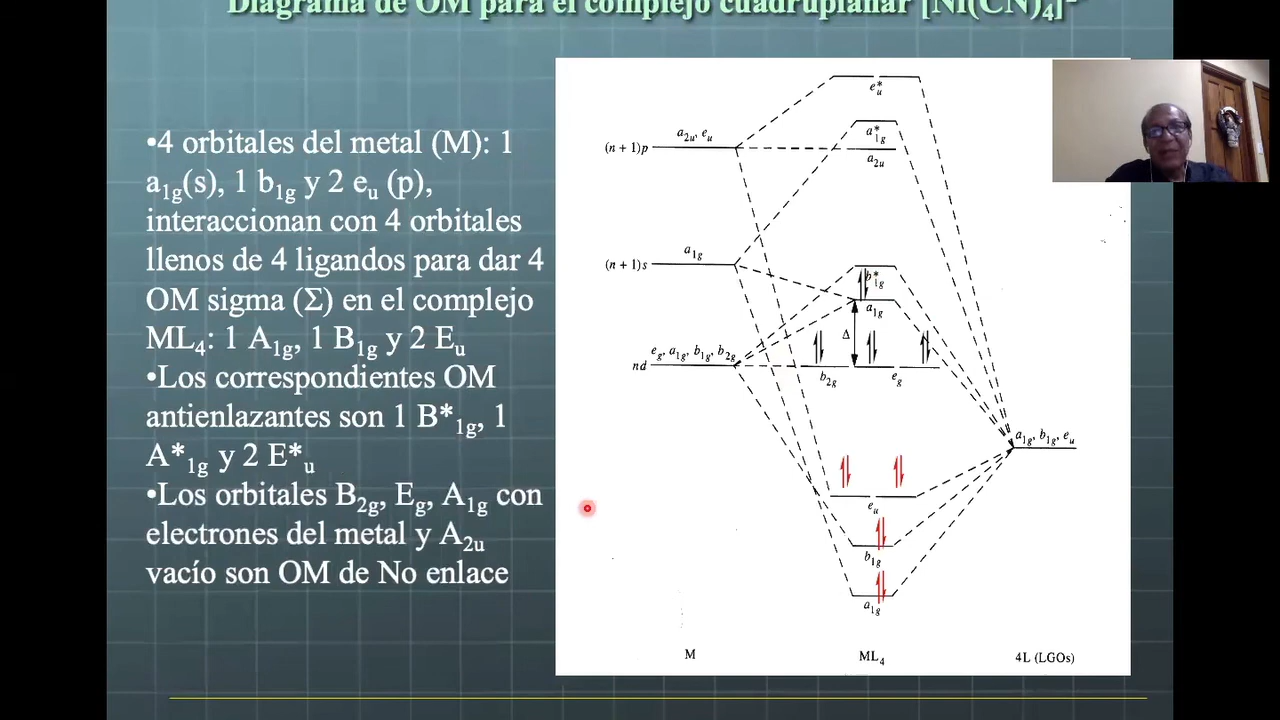 Diagrama de OM para el complejo cuadruplanar [Ni(CN)₄]²⁻
•4 orbitales del metal (M): 1
a₁g(s), 1 b₁g y 2 eᵤ (p),
interaccionan con 4 orbitales
llenos de 4 ligandos para dar 4
OM sigma (Σ) en el complejo
ML₄: 1 A₁g, 1 B₁g y 2 Eᵤ
•Los correspondientes OM
antienlazantes son 1 B*₁g, 1
A*₁g y 2 E*ᵤ
•Los orbitales B₂g, Eg, A₁g con
electrones del metal y A₂ᵤ
vacío son OM de No enlace
e*ᵤ
a₂ᵤ, eᵤ
a*₁g
(n + 1)p
a₂ᵤ
a₁g
(n + 1)s
b*₁g
a₁g
Δ
eg, a₁g, b₁g, b₂g
nd
b₂g
eg
a₁g, b₁g, eᵤ
eᵤ
b₁g
a₁g
M
ML₄
4L (LGOs)